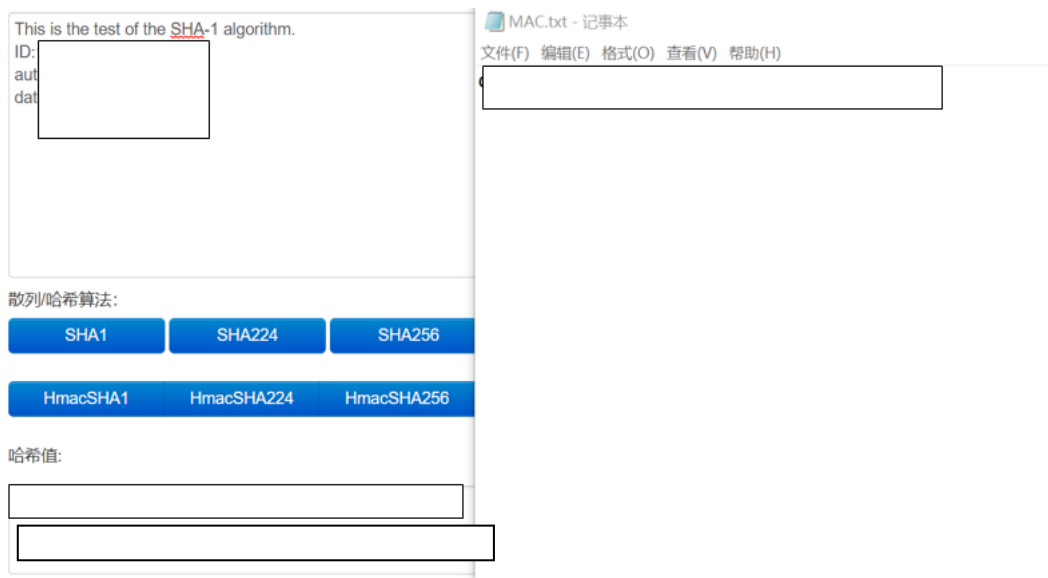 This is the test of the SHA-1 algorithm.
ID:
aut
dat
散列/哈希算法:
SHA1 SHA224 SHA256
HmacSHA1 HmacSHA224 HmacSHA256
哈希值:
MAC.txt - 记事本
文件(F) 编辑(E) 格式(O) 查看(V) 帮助(H)